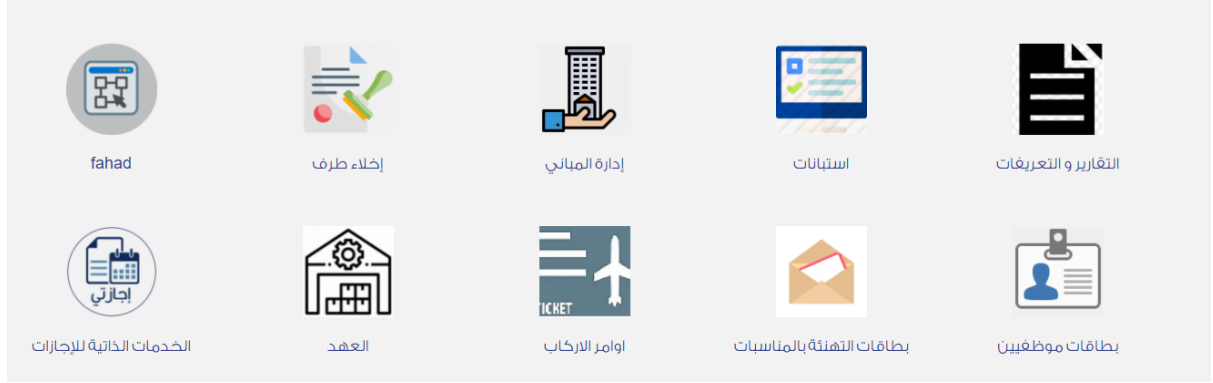 التقارير و التعريفات
استبانات
إدارة المباني
إخلاء طرف
fahad
إجازتي
TICKET
بطاقات موظفيين
بطاقات التهنئة بالمناسبات
اوامر الاركاب
العهد
الخدمات الذاتية للإجازات